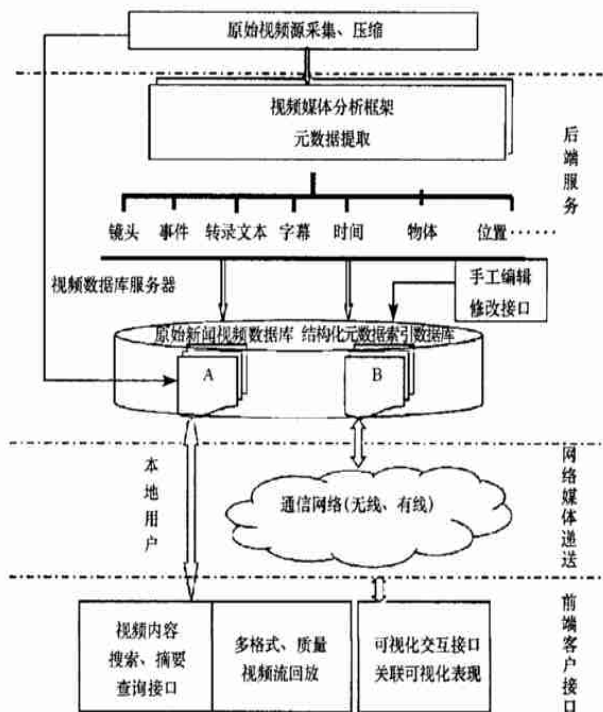 原始视频源采集、压缩
视频媒体分析框架
元数据提取
后端服务
镜头 事件 转录文本 字幕 时间 物体 位置······
视频数据库服务器
手工编辑
修改接口
原始新闻视频数据库 结构化元数据索引数据库
A
B
本地用户
通信网络(无线、有线)
网络媒体递送
视频内容
搜索、摘要
查询接口
多格式、质量
视频流回放
可视化交互接口
关联可视化表现
前端客户接口